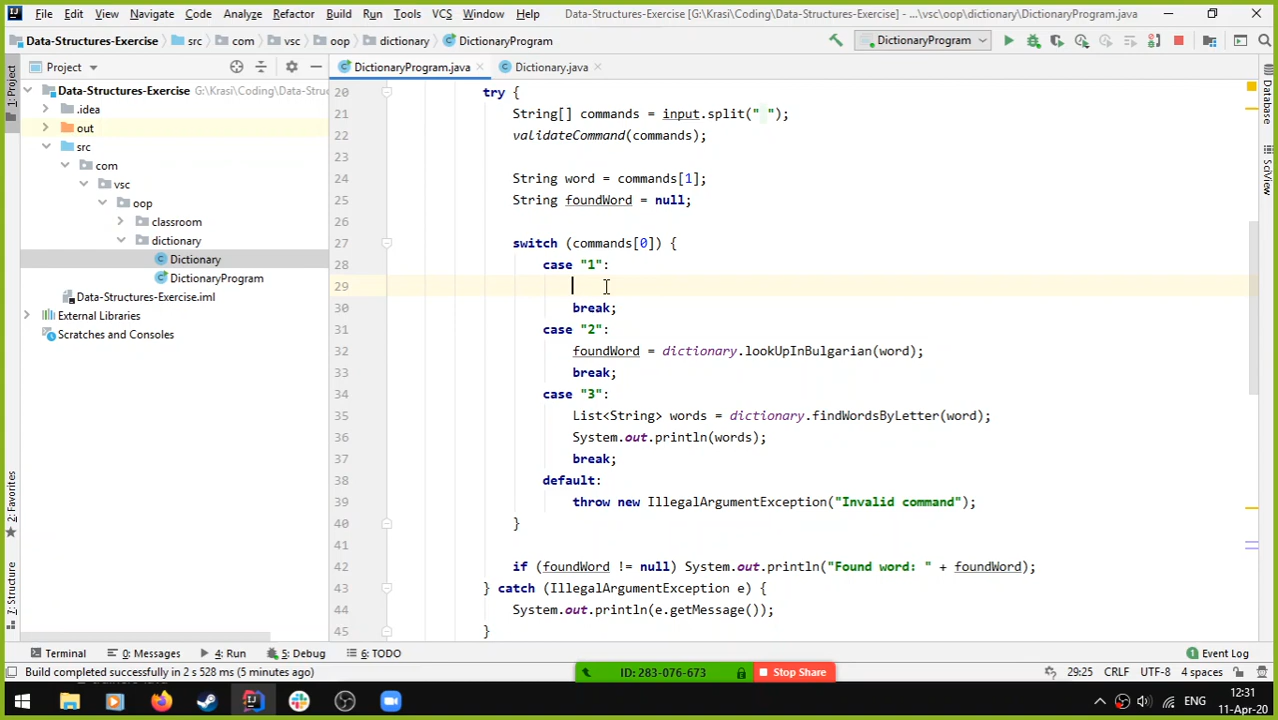 File Edit View Navigate Code Analyze Refactor Build Run Tools VCS Window Help Data-Structures-Exercise [G:\Krasi\Coding\Data-Structures-Exercise] - ...\vsc\oop\dictionary\DictionaryProgram.java
Data-Structures-Exercise src com vsc oop dictionary DictionaryProgram DictionaryProgram
1: Project
Project
DictionaryProgram.java Dictionary.java
Data-Structures-Exercise G:\Krasi\Coding\Data-Stru
.idea
out
src
com
vsc
oop
classroom
dictionary
Dictionary
DictionaryProgram
Data-Structures-Exercise.iml
External Libraries
Scratches and Consoles
20 try {
21 String[] commands = input.split(" ");
22 validateCommand(commands);
23
24 String word = commands[1];
25 String foundWord = null;
26
27 switch (commands[0]) {
28 case "1":
29
30 break;
31 case "2":
32 foundWord = dictionary.lookUpInBulgarian(word);
33 break;
34 case "3":
35 List<String> words = dictionary.findWordsByLetter(word);
36 System.out.println(words);
37 break;
38 default:
39 throw new IllegalArgumentException("Invalid command");
40 }
41
42 if (foundWord != null) System.out.println("Found word: " + foundWord);
43 } catch (IllegalArgumentException e) {
44 System.out.println(e.getMessage());
45 }
Database
SciView
2: Favorites
7: Structure
Terminal 0: Messages 4: Run 5: Debug 6: TODO Event Log
Build completed successfully in 2 s 528 ms (5 minutes ago) ID: 283-076-673 Stop Share 29:25 CRLF UTF-8 4 spaces
ENG 12:31
11-Apr-20